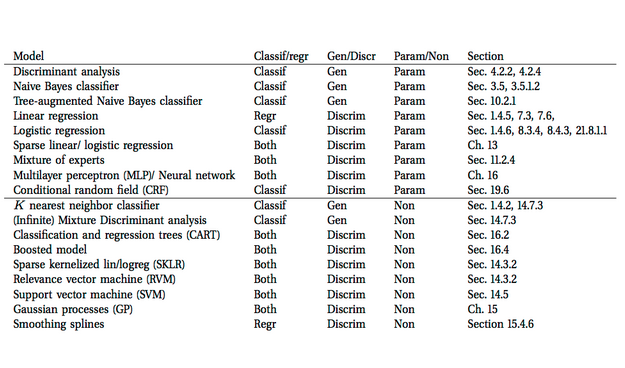 Model Classif/regr Gen/Discr Param/Non Section
Discriminant analysis Classif Gen Param Sec. 4.2.2, 4.2.4
Naive Bayes classifier Classif Gen Param Sec. 3.5, 3.5.1.2
Tree-augmented Naive Bayes classifier Classif Gen Param Sec. 10.2.1
Linear regression Regr Discrim Param Sec. 1.4.5, 7.3, 7.6,
Logistic regression Classif Discrim Param Sec. 1.4.6, 8.3.4, 8.4.3, 21.8.1.1
Sparse linear/ logistic regression Both Discrim Param Ch. 13
Mixture of experts Both Discrim Param Sec. 11.2.4
Multilayer perceptron (MLP)/ Neural network Both Discrim Param Ch. 16
Conditional random field (CRF) Classif Discrim Param Sec. 19.6
K nearest neighbor classifier Classif Gen Non Sec. 1.4.2, 14.7.3
(Infinite) Mixture Discriminant analysis Classif Gen Non Sec. 14.7.3
Classification and regression trees (CART) Both Discrim Non Sec. 16.2
Boosted model Both Discrim Non Sec. 16.4
Sparse kernelized lin/logreg (SKLR) Both Discrim Non Sec. 14.3.2
Relevance vector machine (RVM) Both Discrim Non Sec. 14.3.2
Support vector machine (SVM) Both Discrim Non Sec. 14.5
Gaussian processes (GP) Both Discrim Non Ch. 15
Smoothing splines Regr Discrim Non Section 15.4.6